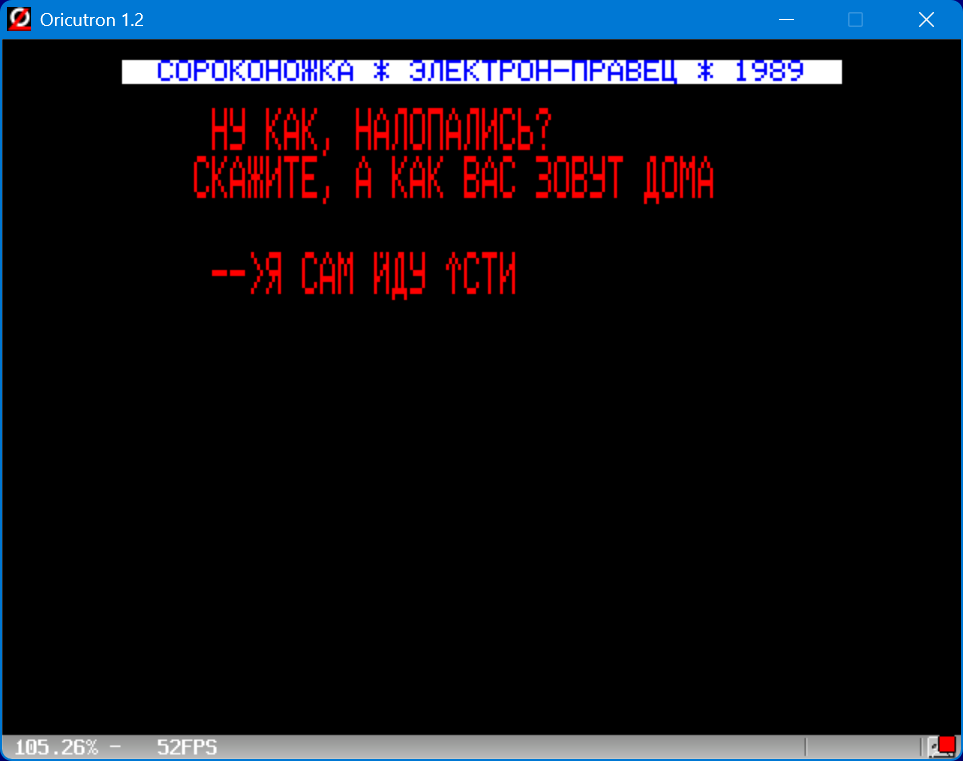 Oricutron 1.2
СОРОКОНОЖКА * ЭЛЕКТРОН-ПРАВЕЦ * 1989
НУ КАК, НАЛОПАЛИСЬ?
СКАЖИТЕ, А КАК ВАС ЗОВУТ ДОМА
-->Я САМ ЙДУ ↑СТИ
105.26% - 52FPS